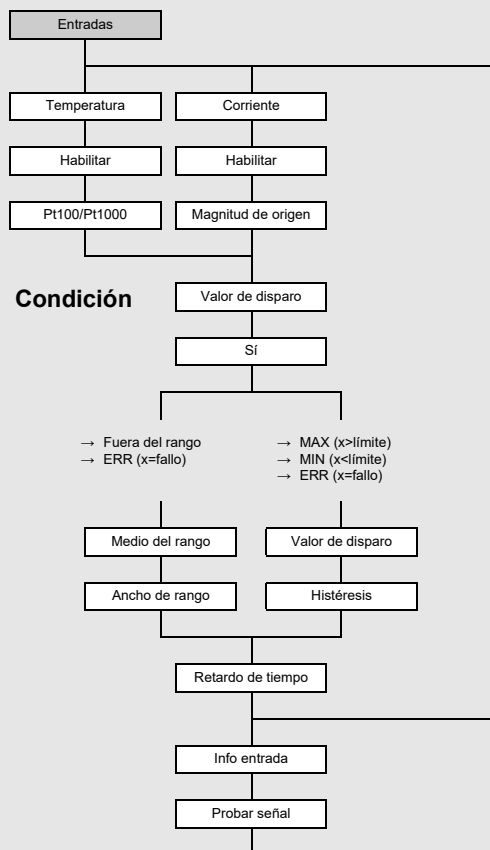 Entradas
Temperatura
Corriente
Habilitar
Habilitar
Pt100/Pt1000
Magnitud de origen
Condición
Valor de disparo
Sí
→ Fuera del rango
→ ERR (x=fallo)
→ MAX (x>límite)
→ MIN (x<límite)
→ ERR (x=fallo)
Medio del rango
Valor de disparo
Ancho de rango
Histéresis
Retardo de tiempo
Info entrada
Probar señal